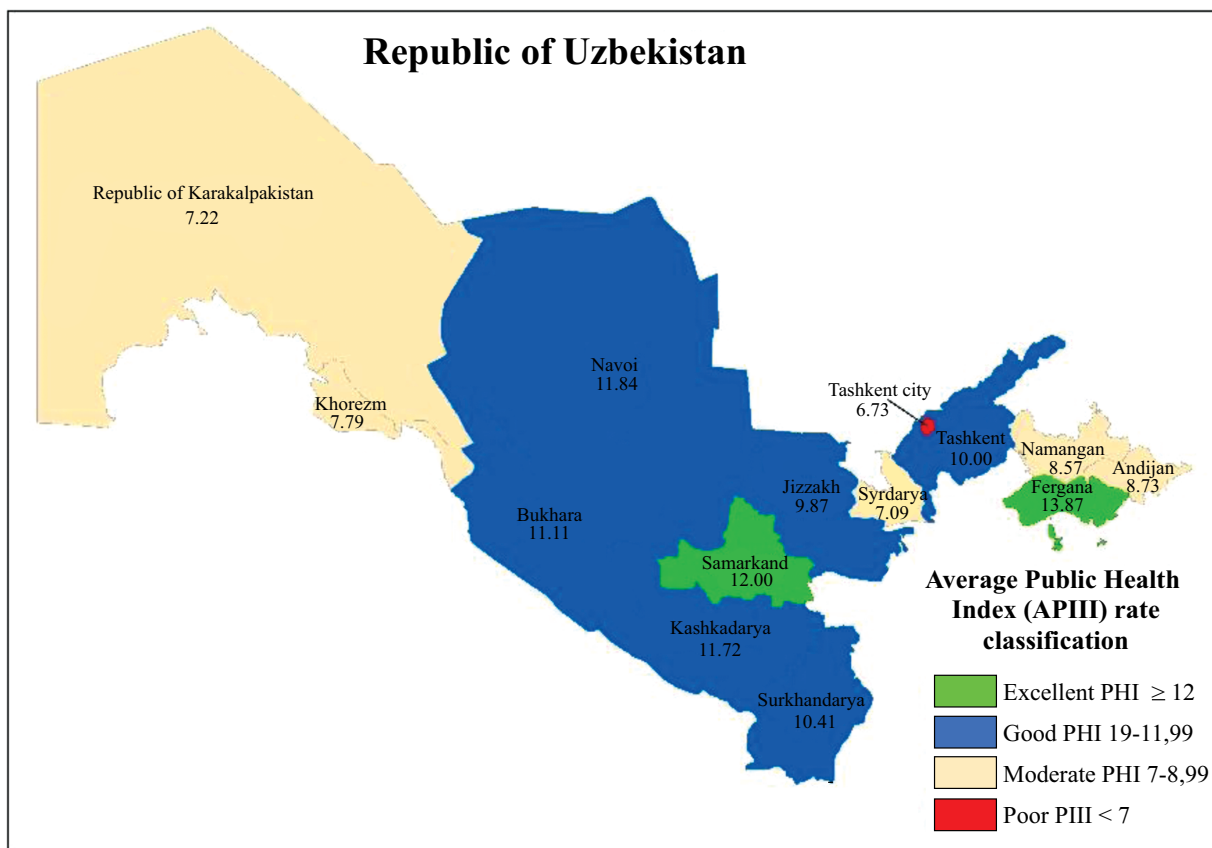 Republic of Uzbekistan
Republic of Karakalpakistan
7.22
Navoi
11.84
Khorezm
7.79
Tashkent city
6.73
Tashkent
10.00
Namangan
8.57
Andijan
8.73
Fergana
13.87
Jizzakh
9.87
Syrdarya
7.09
Bukhara
11.11
Samarkand
12.00
Kashkadarya
11.72
Surkhandarya
10.41
Average Public Health
Index (APIII) rate
classification
Excellent PHI ≥ 12
Good PHI 19-11,99
Moderate PHI 7-8,99
Poor PIII < 7